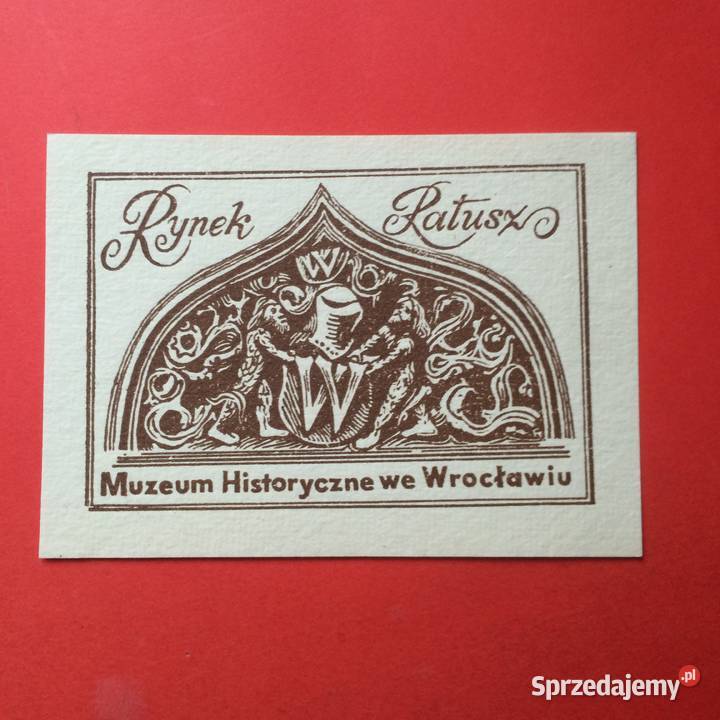 Rynek Ratusz
W
W
Muzeum Historyczne we Wrocławiu
Sprzedajemy.pl